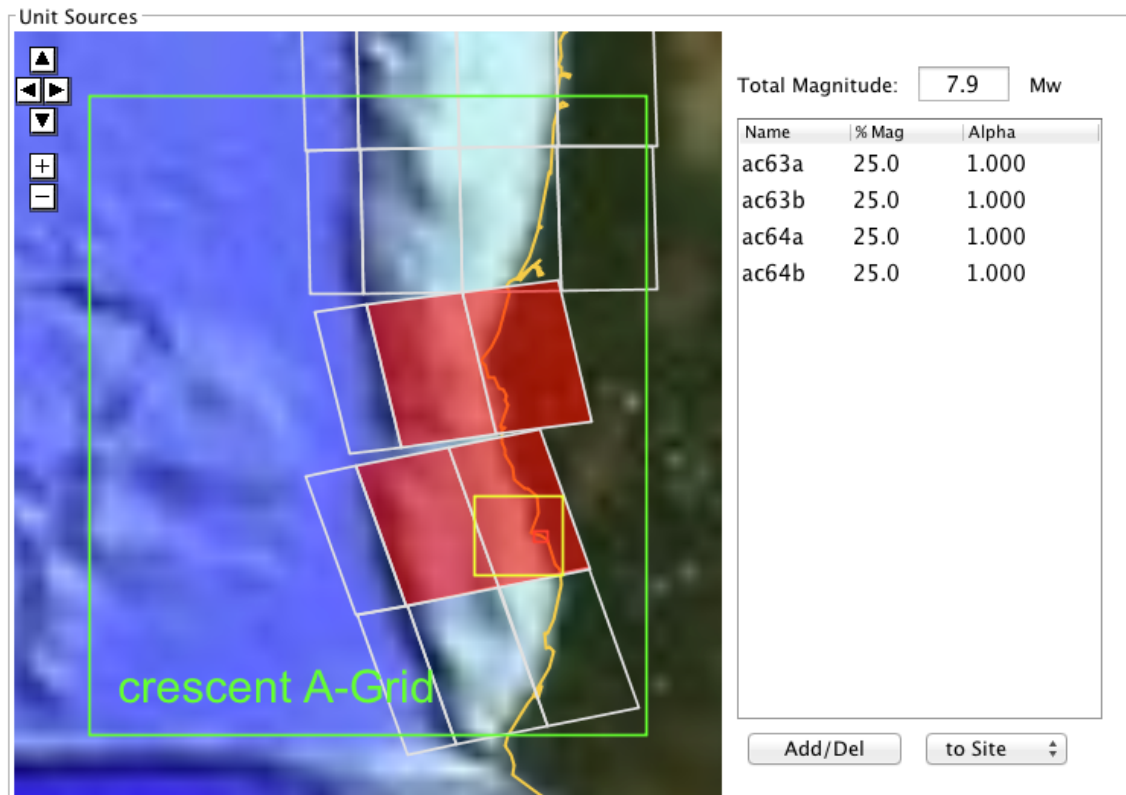 Unit Sources
Total Magnitude: 7.9 Mw
Name % Mag Alpha
ac63a 25.0 1.000
ac63b 25.0 1.000
ac64a 25.0 1.000
ac64b 25.0 1.000
crescent A-Grid
Add/Del to Site